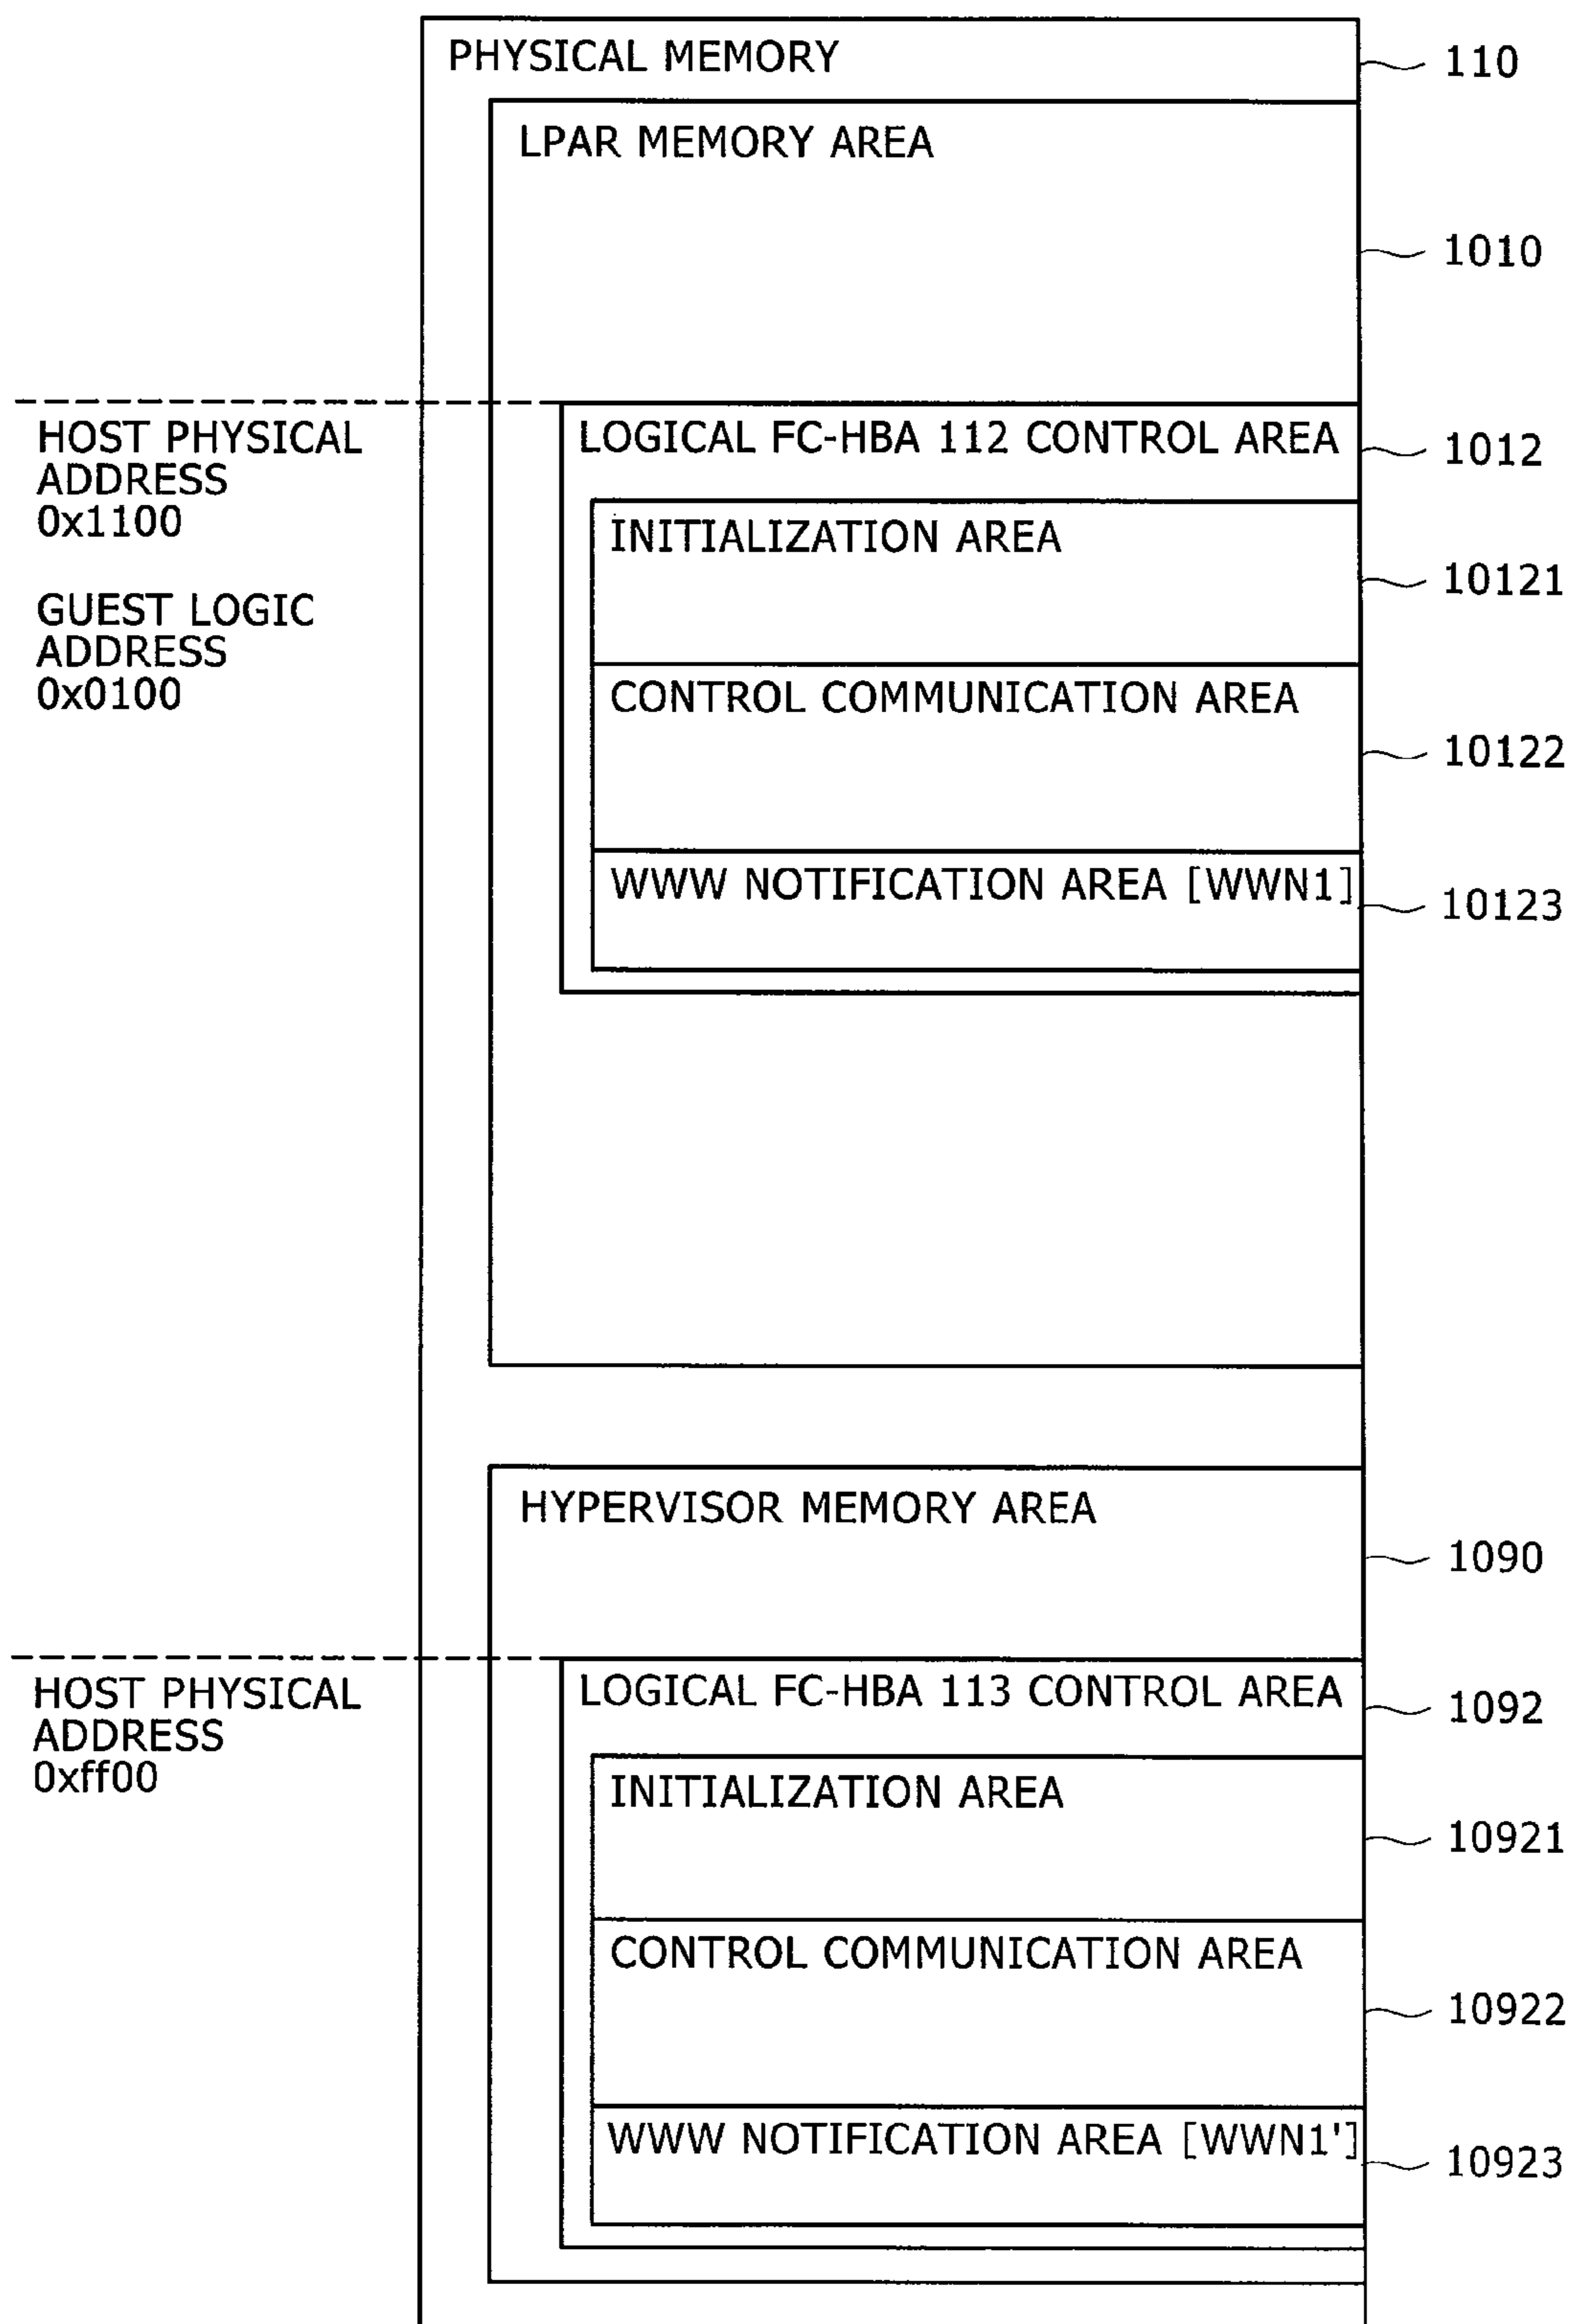 PHYSICAL MEMORY
110
LPAR MEMORY AREA
1010
HOST PHYSICAL
ADDRESS
0x1100
GUEST LOGIC
ADDRESS
0x0100
LOGICAL FC-HBA 112 CONTROL AREA
1012
INITIALIZATION AREA
10121
CONTROL COMMUNICATION AREA
10122
WWW NOTIFICATION AREA [WWN1]
10123
HYPERVISOR MEMORY AREA
1090
HOST PHYSICAL
ADDRESS
0xff00
LOGICAL FC-HBA 113 CONTROL AREA
1092
INITIALIZATION AREA
10921
CONTROL COMMUNICATION AREA
10922
WWW NOTIFICATION AREA [WWN1']
10923